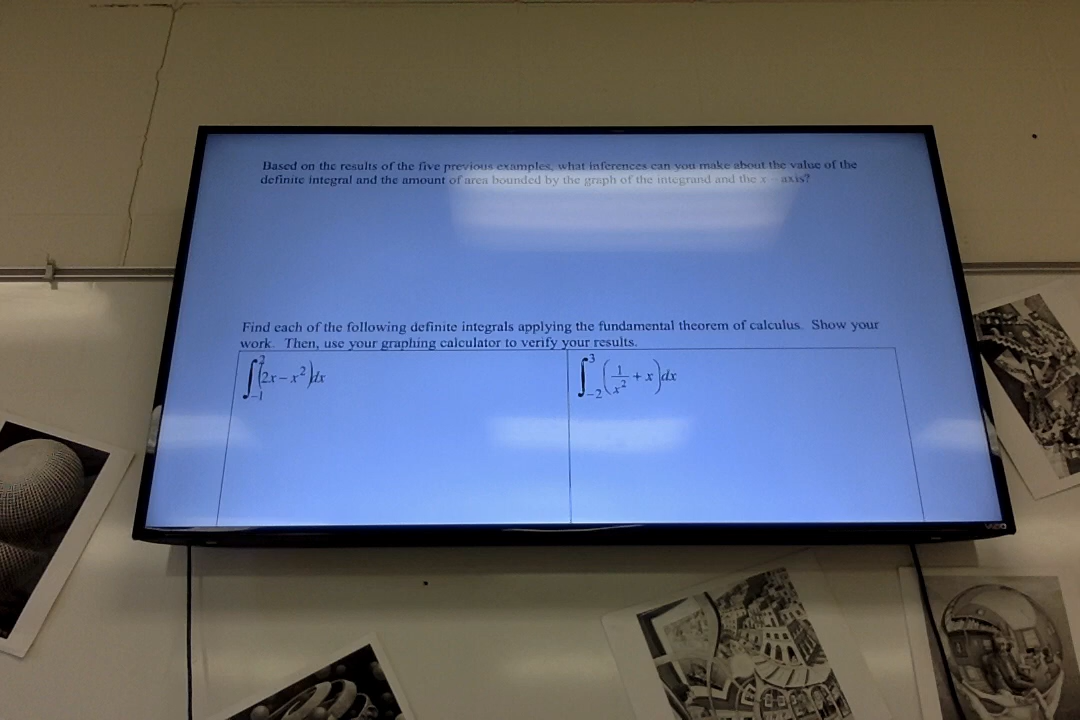 Based on the results of the five previous examples, what inferences can you make about the value of the
definite integral and the amount of area bounded by the graph of the integrand and the x – axis?
Find each of the following definite integrals applying the fundamental theorem of calculus. Show your
work. Then, use your graphing calculator to verify your results.
∫_{-1}^{2} (2x − x²)dx
∫_{-2}^{3} (1/x² + x)dx
VIZIO